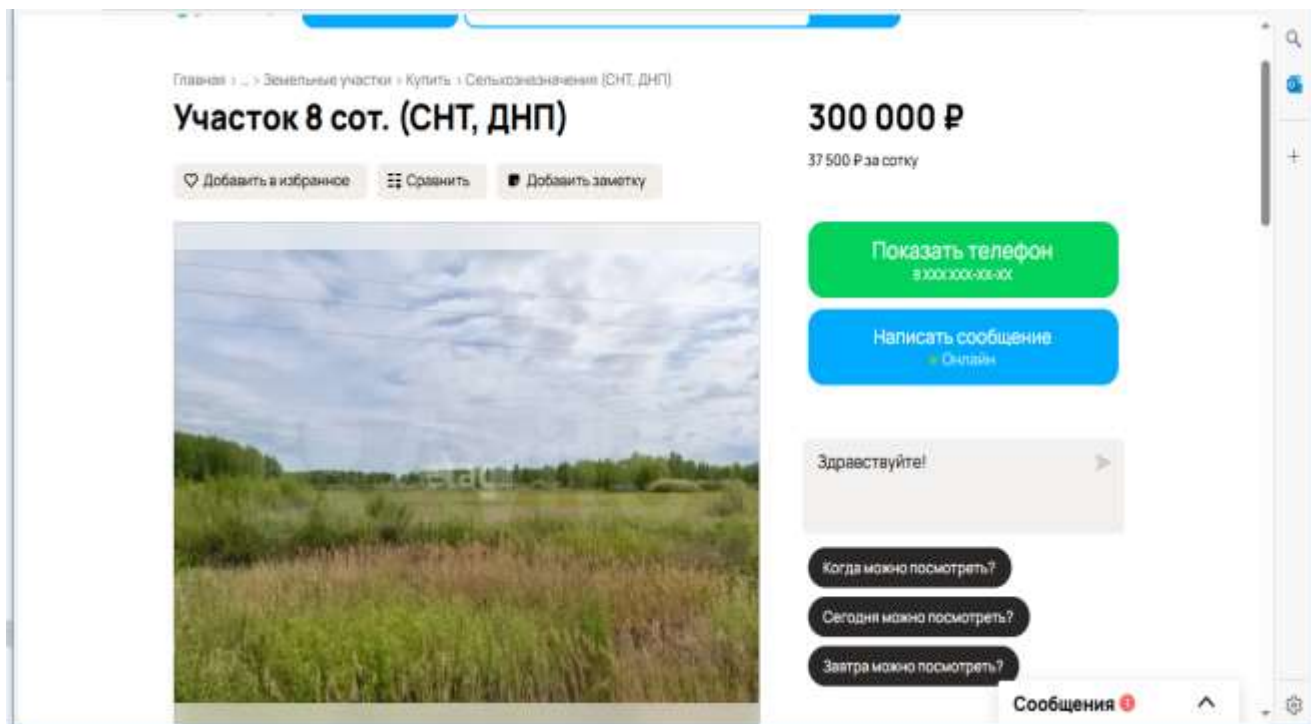 Главная > ... > Земельные участки > Купить > Сельхозназначения (СНТ, ДНП)
Участок 8 сот. (СНТ, ДНП)
300 000 ₽
37 500 ₽ за сотку
Добавить в избранное
Сравнить
Добавить заметку
Показать телефон
8 XXX XXX-XX-XX
Написать сообщение
Онлайн
Здравствуйте!
Когда можно посмотреть?
Сегодня можно посмотреть?
Завтра можно посмотреть?
Сообщения